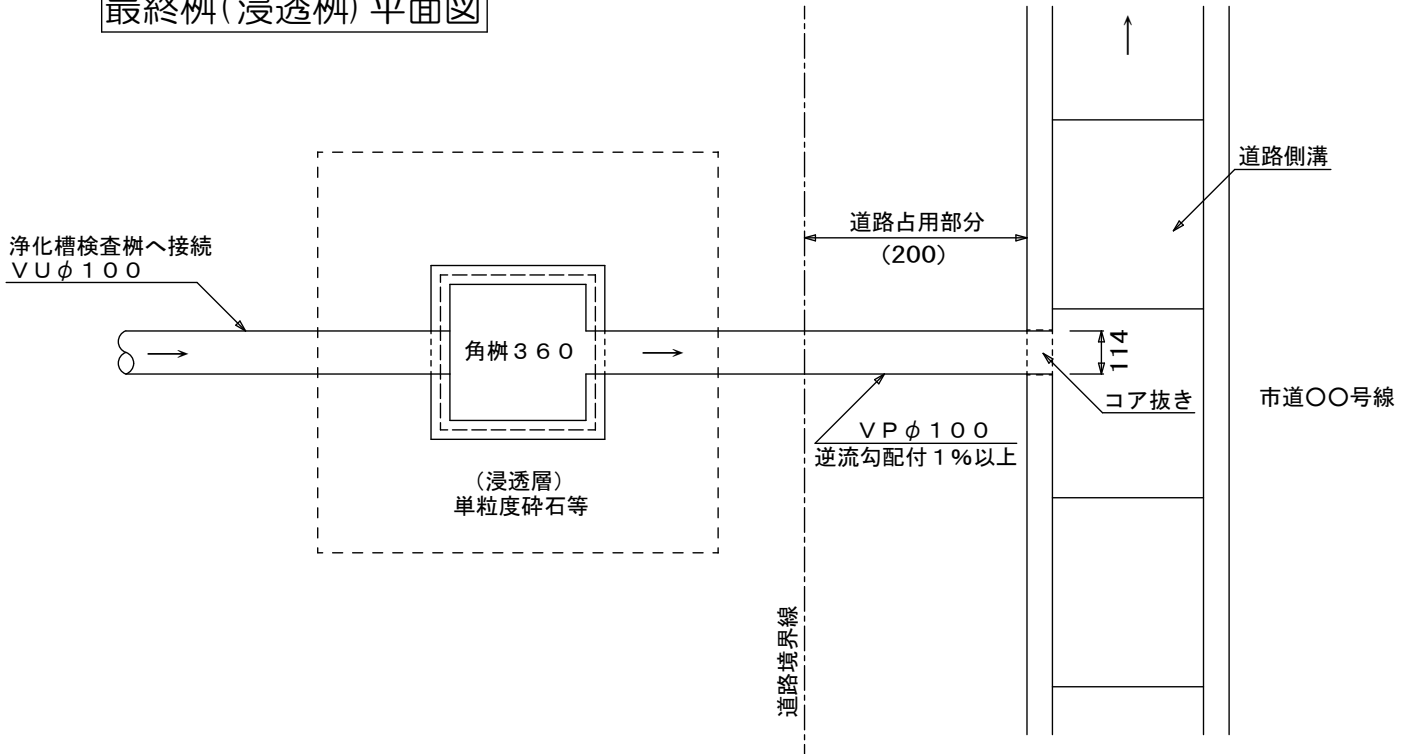 最終桝(浸透桝)平面図
道路側溝
道路占用部分
(200)
浄化槽検査桝へ接続
VUφ100
角桝360
114
コア抜き
市道〇〇号線
VPφ100
逆流勾配付1%以上
(浸透層)
単粒度砕石等
道路境界線